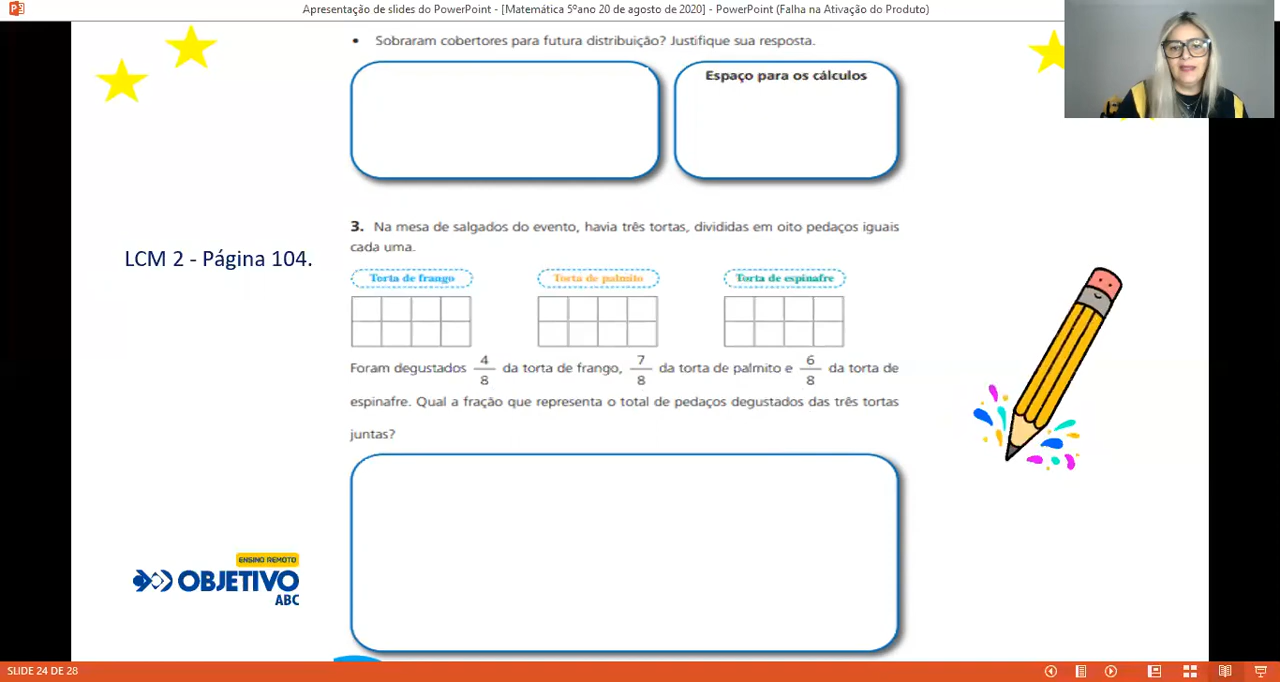 Apresentação de slides do PowerPoint - [Matemática 5ºano 20 de agosto de 2020] - PowerPoint (Falha na Ativação do Produto)
• Sobraram cobertores para futura distribuição? Justifique sua resposta.
Espaço para os cálculos
3. Na mesa de salgados do evento, havia três tortas, divididas em oito pedaços iguais
cada uma.
LCM 2 - Página 104.
Torta de frango Torta de palmito Torta de espinafre
Foram degustados 4/8 da torta de frango, 7/8 da torta de palmito e 6/8 da torta de
espinafre. Qual a fração que representa o total de pedaços degustados das três tortas
juntas?
ENSINO REMOTO
OBJETIVO
ABC
SLIDE 24 DE 28